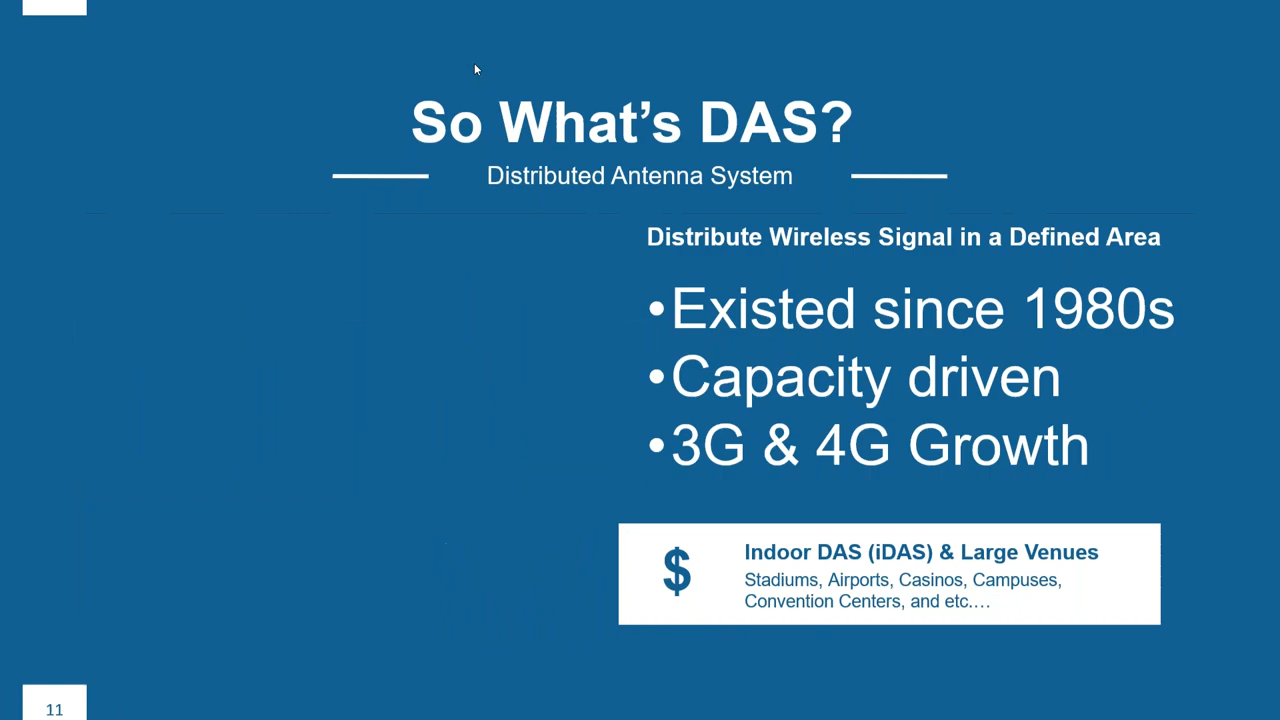 So What's DAS?
Distributed Antenna System
Distribute Wireless Signal in a Defined Area
•Existed since 1980s
•Capacity driven
•3G & 4G Growth
$
Indoor DAS (iDAS) & Large Venues
Stadiums, Airports, Casinos, Campuses,
Convention Centers, and etc.…
11